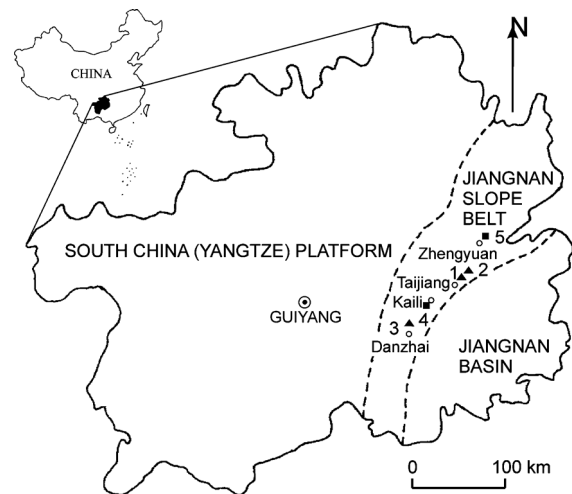 CHINA
N
JIANGNAN
SLOPE
BELT
5
Zhengyuan
SOUTH CHINA (YANGTZE) PLATFORM
1 2
Taijiang
Kaili
GUIYANG
3 4
Danzhai
JIANGNAN
BASIN
0 100 km